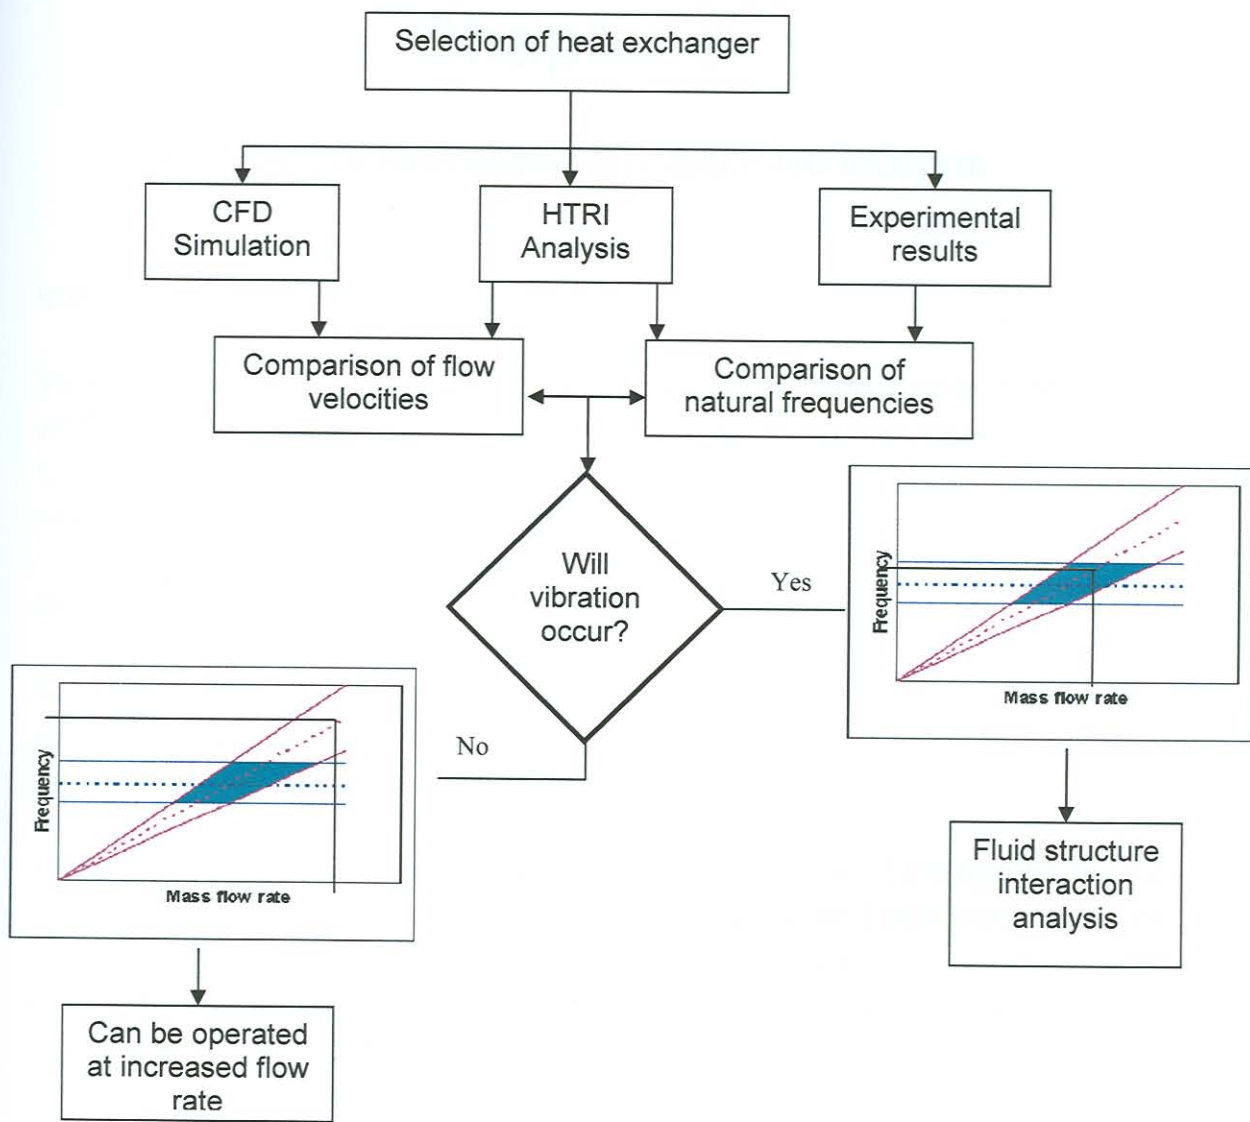 Selection of heat exchanger
CFD
Simulation
HTRI
Analysis
Experimental
results
Comparison of flow
velocities
Comparison of
natural frequencies
Will
vibration
occur?
Yes
No
Frequency
Mass flow rate
Frequency
Mass flow rate
Fluid structure
interaction
analysis
Can be operated
at increased flow
rate